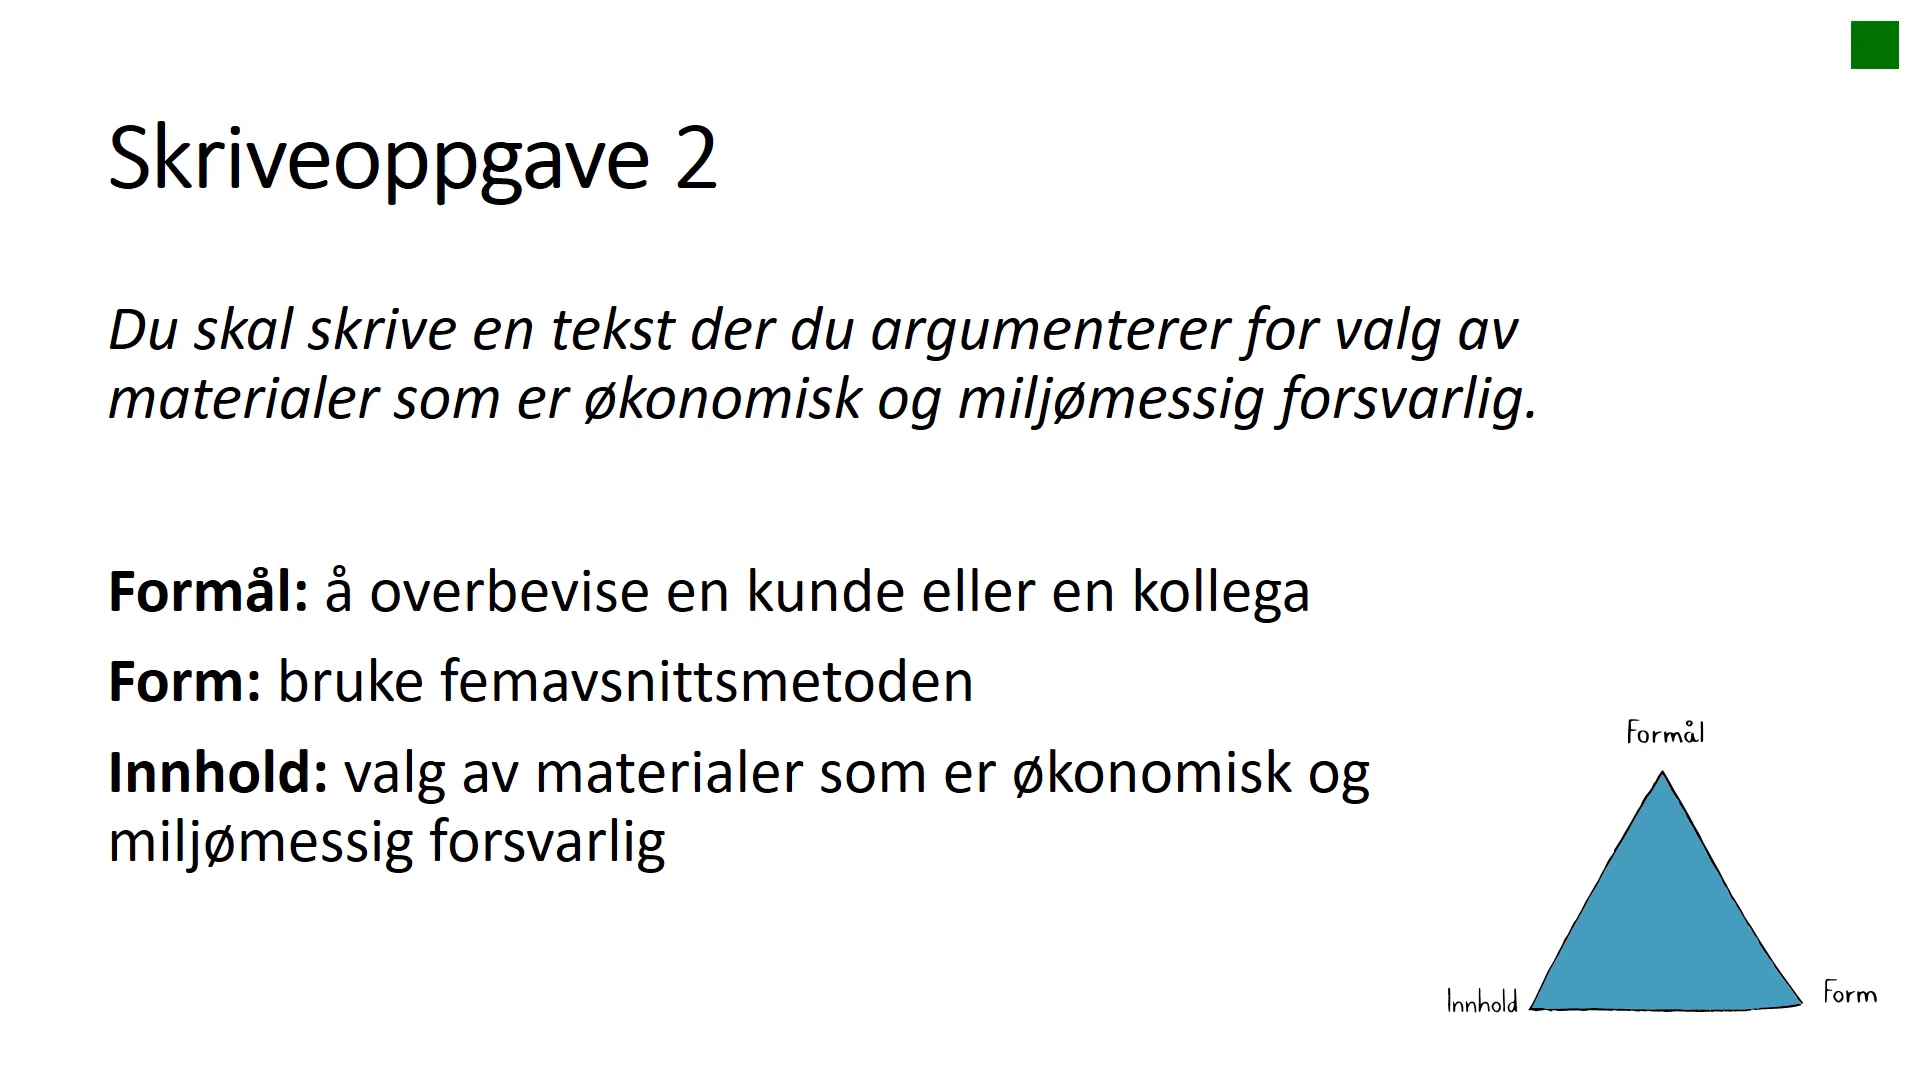 Skriveoppgave 2
Du skal skrive en tekst der du argumenterer for valg av
materialer som er økonomisk og miljømessig forsvarlig.
Formål: å overbevise en kunde eller en kollega
Form: bruke femavsnittsmetoden
Innhold: valg av materialer som er økonomisk og
miljømessig forsvarlig
Formål
Innhold
Form